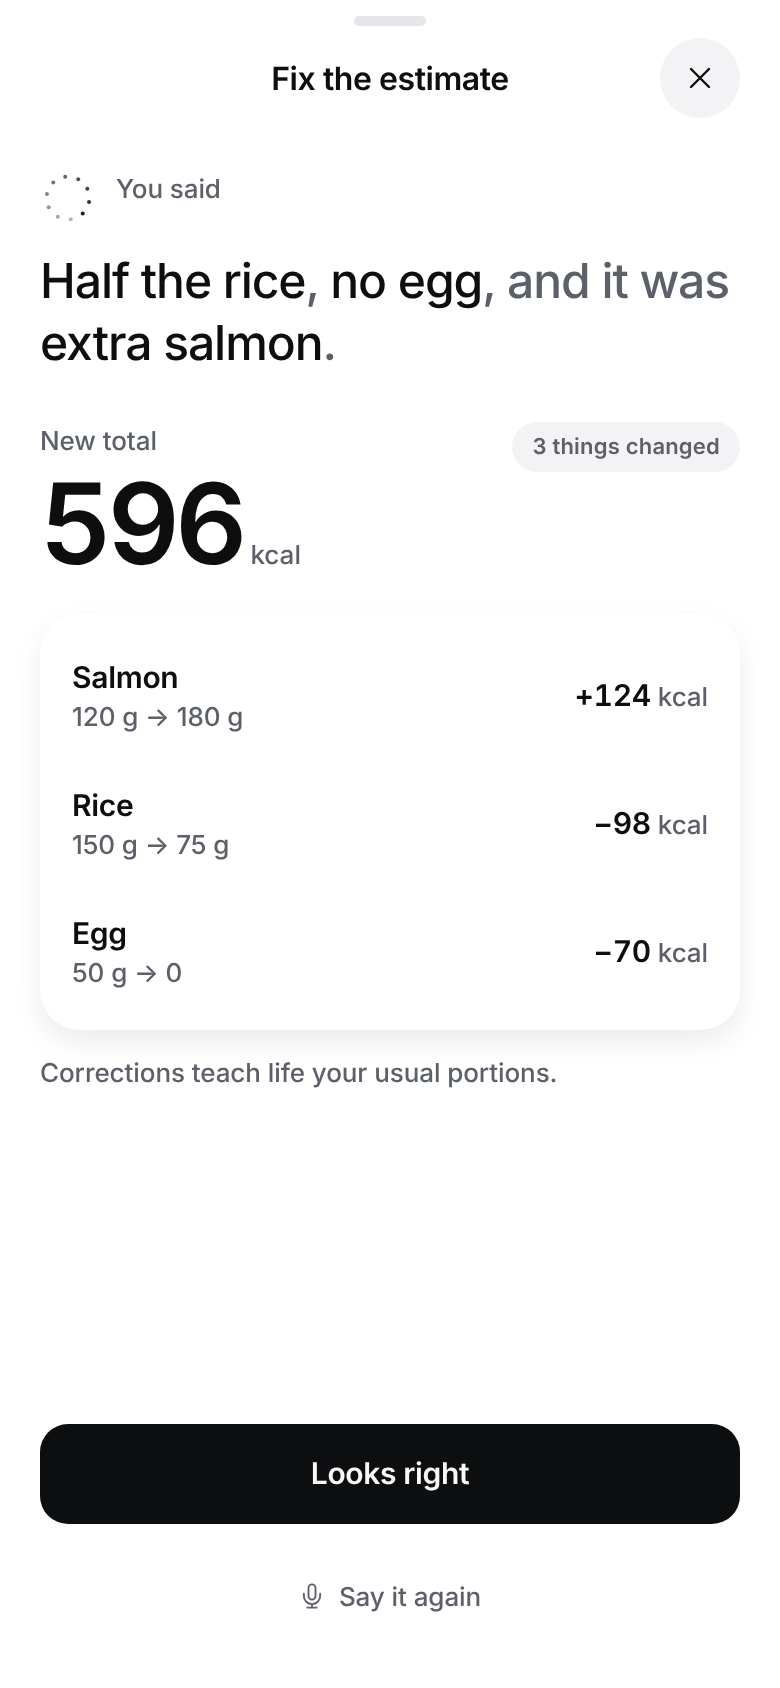 Fix the estimate
You said
Half the rice, no egg, and it was
extra salmon.
New total
3 things changed
596 kcal
Salmon
120 g → 180 g
+124 kcal
Rice
150 g → 75 g
−98 kcal
Egg
50 g → 0
−70 kcal
Corrections teach life your usual portions.
Looks right
Say it again